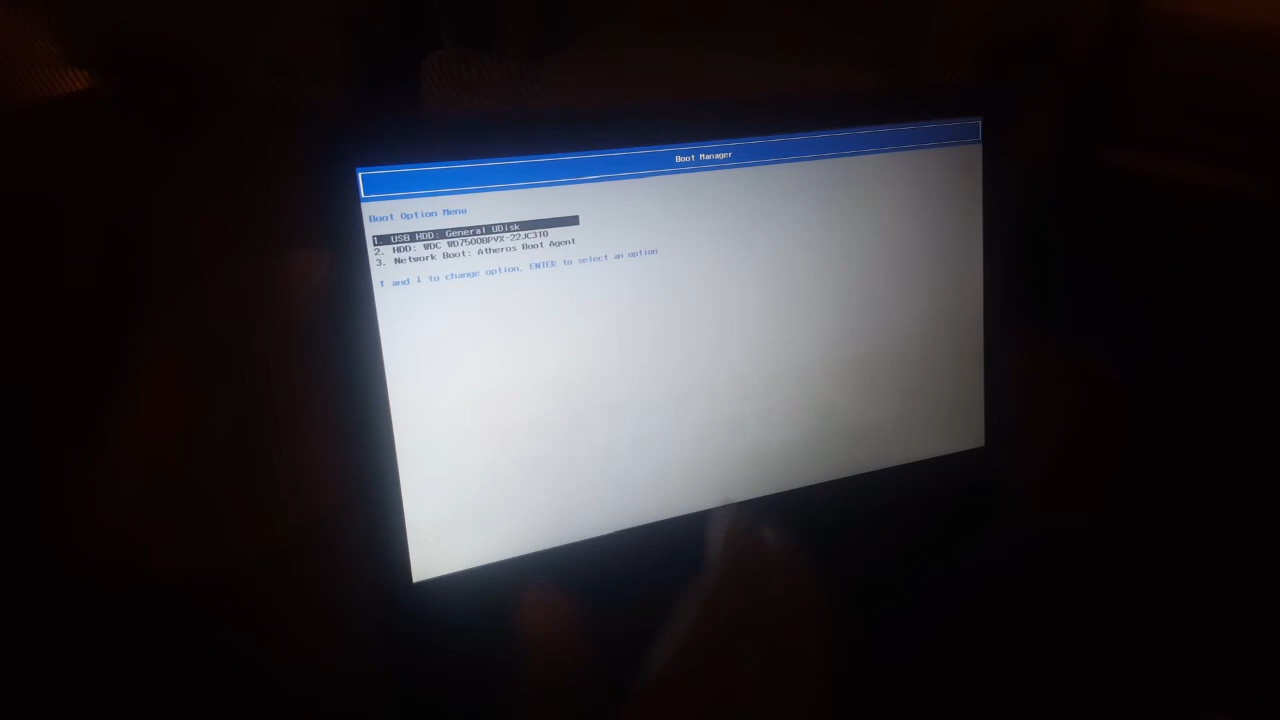 Boot Manager
Boot Option Menu
1. USB HDD: General UDisk
2. HDD: WDC WD7500BPVX-22JC3T0
3. Network Boot: Atheros Boot Agent
↑ and ↓ to change option, ENTER to select an option